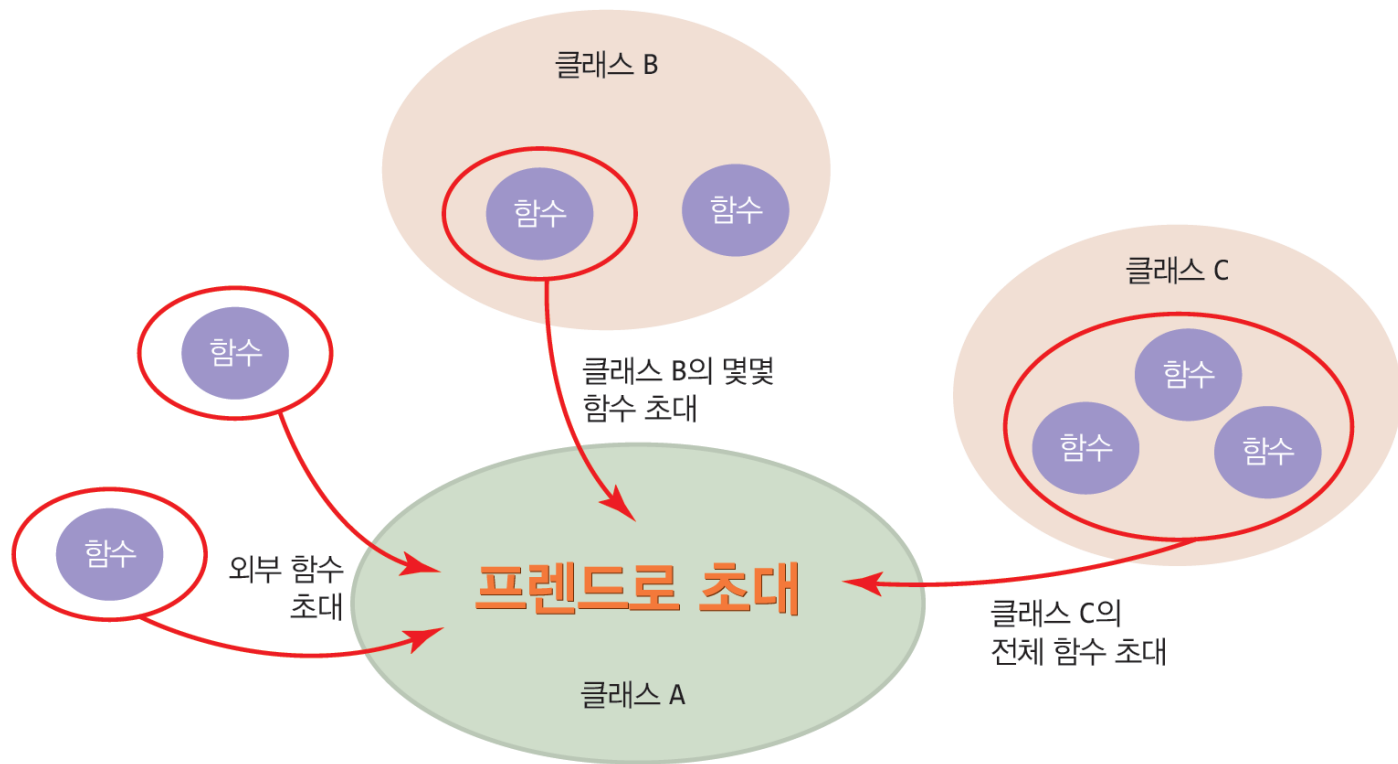 클래스 B
함수
함수
클래스 C
함수
함수
함수
함수
클래스 B의 몇몇
함수 초대
함수
외부 함수
초대
프렌드로 초대
클래스 C의
전체 함수 초대
클래스 A